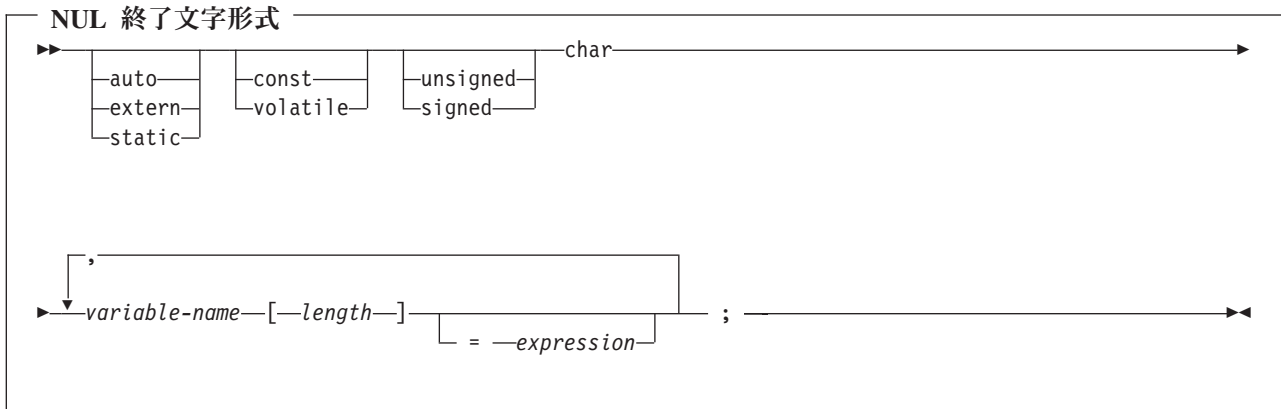 NUL 終了文字形式
char
auto const unsigned
extern volatile signed
static
,
variable-name [ length ] ;
= expression